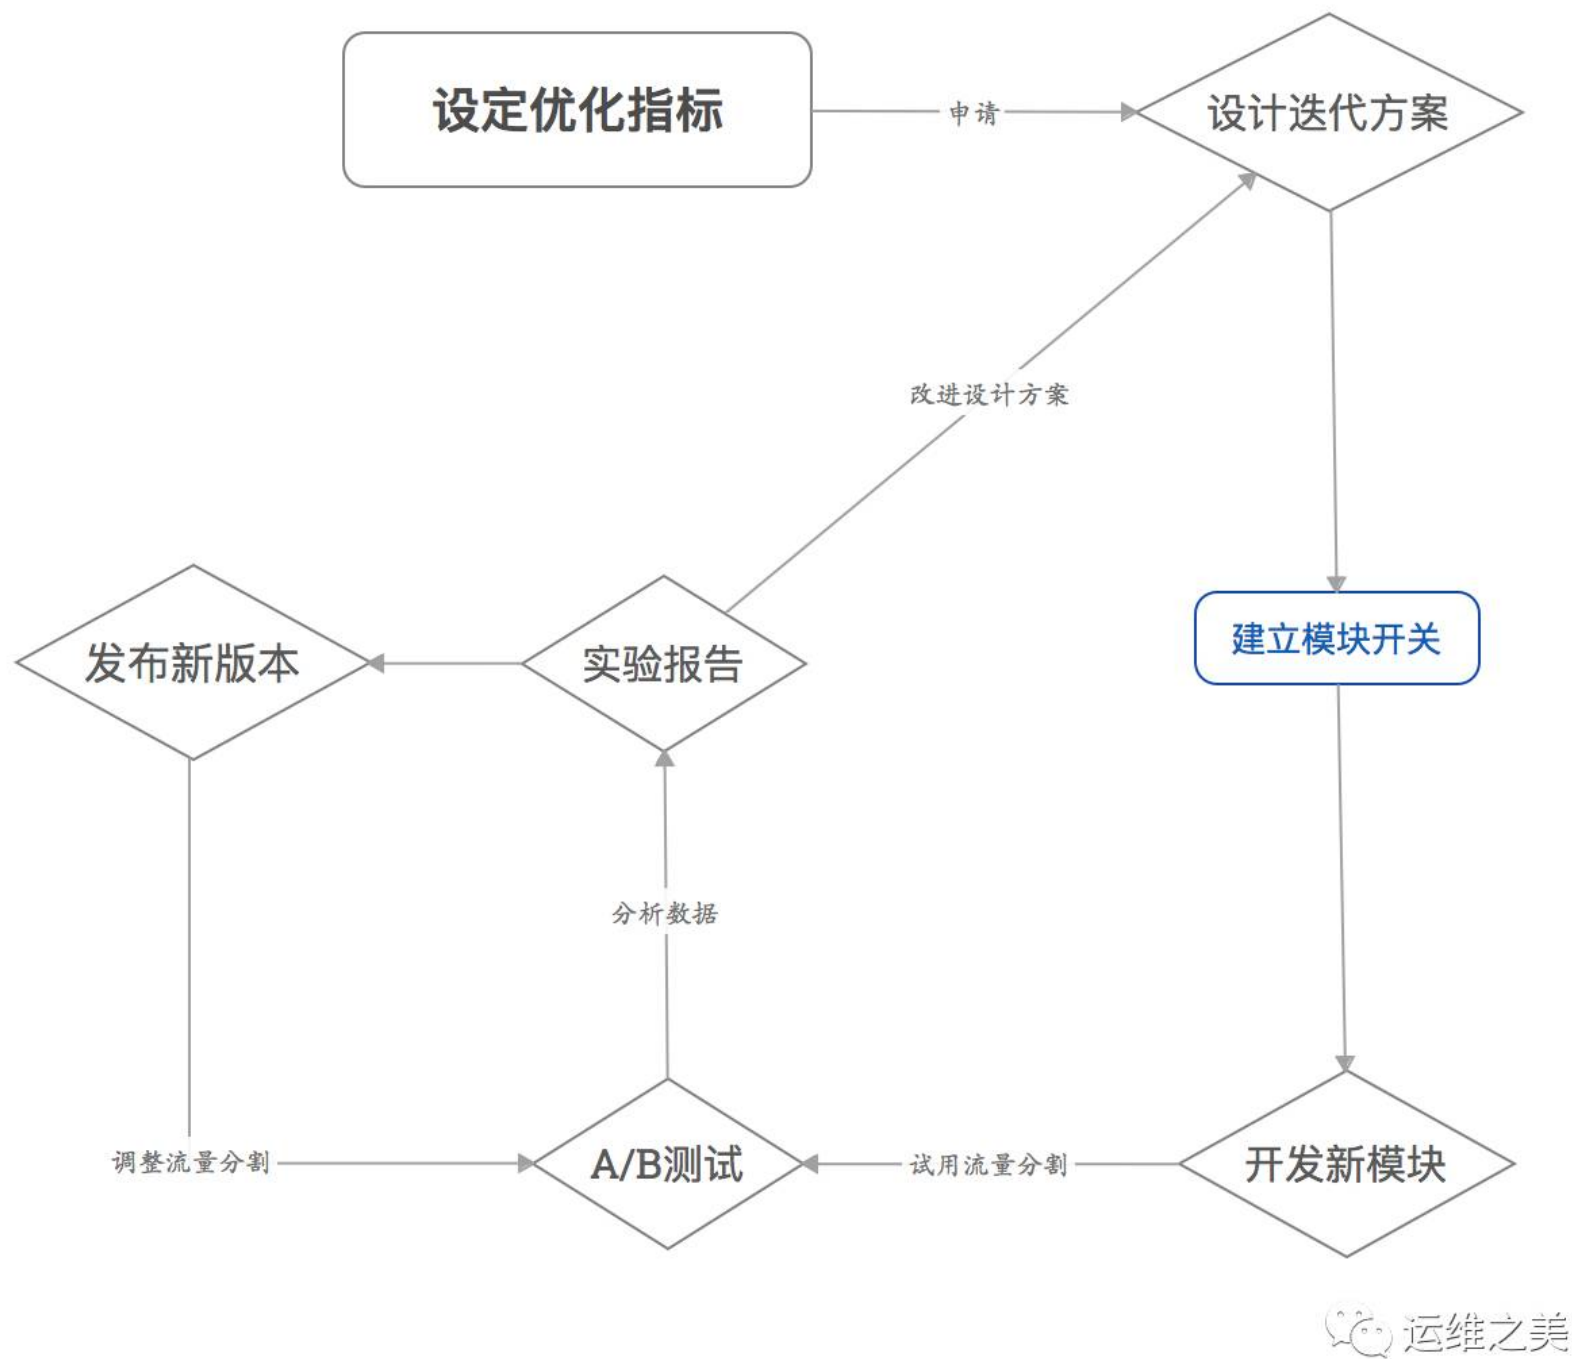 设定优化指标
申请
设计迭代方案
改进设计方案
建立模块开关
发布新版本
实验报告
分析数据
调整流量分割
A/B测试
试用流量分割
开发新模块
运维之美